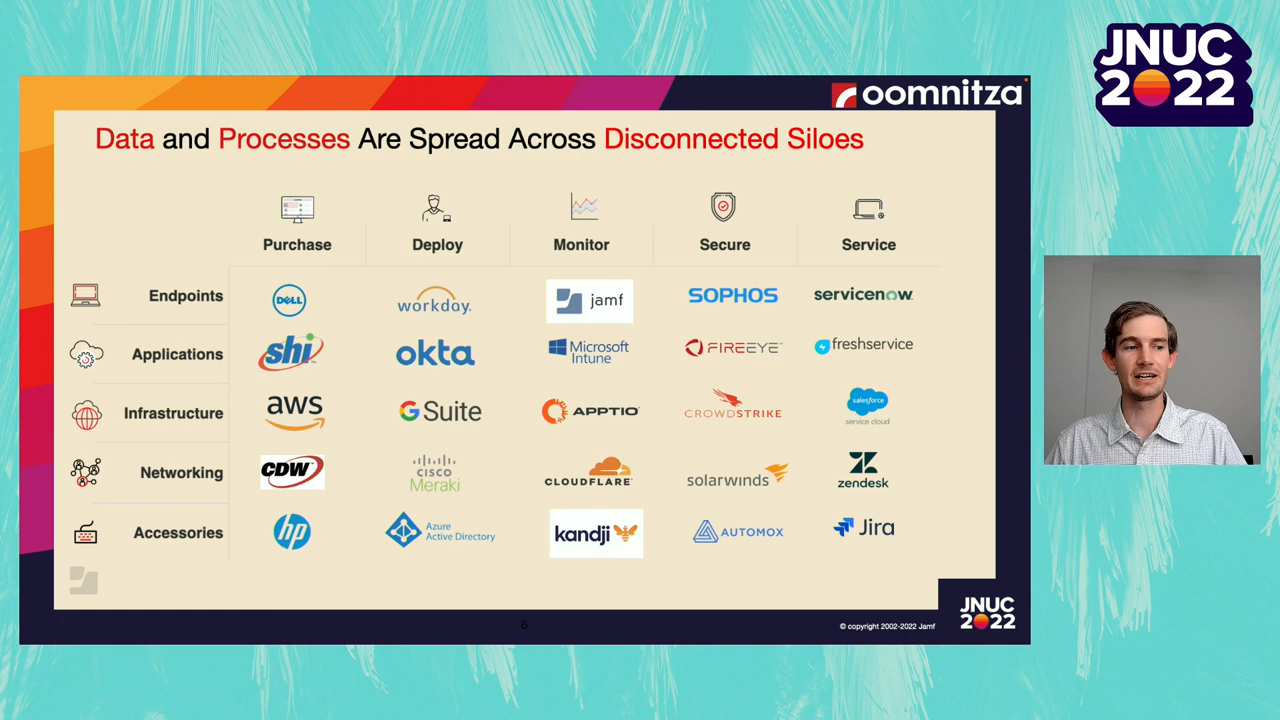 JNUC
2022
oomnitza
Data and Processes Are Spread Across Disconnected Siloes
Purchase Deploy Monitor Secure Service
Endpoints DELL workday. jamf SOPHOS servicenow.
Applications shi okta Microsoft Intune FIREEYE freshservice
Infrastructure aws G Suite APPTIO CROWDSTRIKE salesforce service cloud
Networking CDW CISCO Meraki CLOUDFLARE solarwinds zendesk
Accessories hp Azure Active Directory kandji AUTOMOX Jira
6
© copyright 2002-2022 Jamf
JNUC
2022